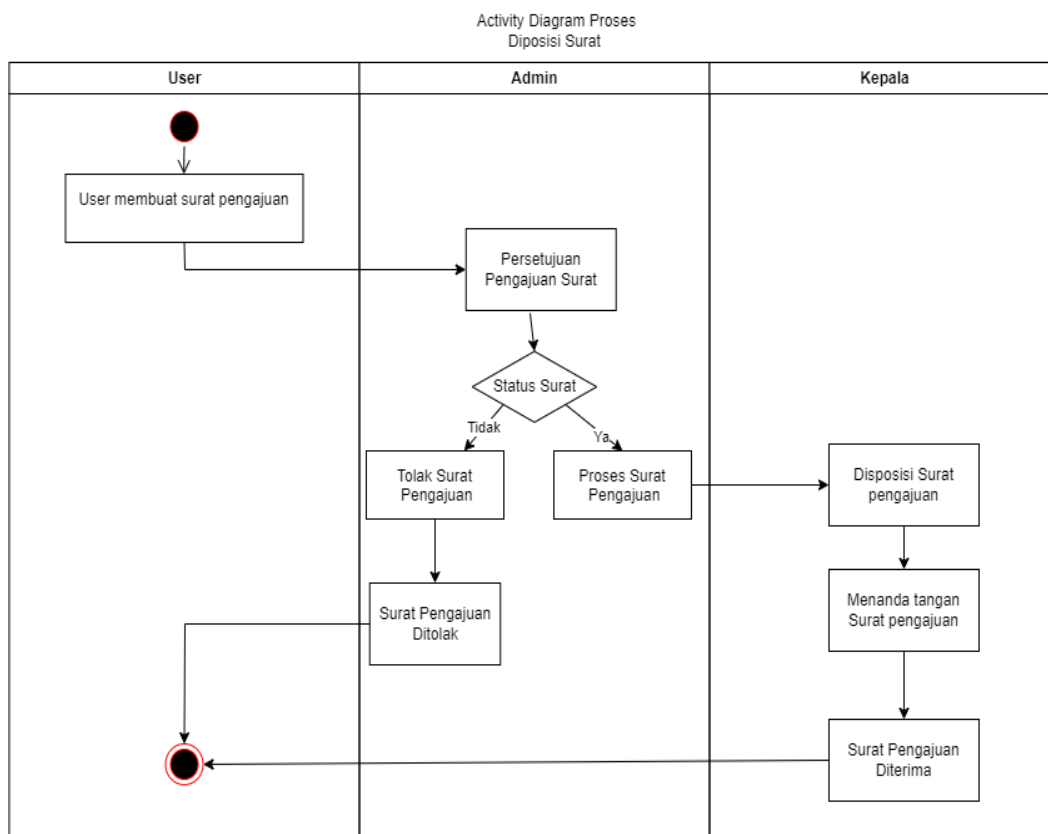 Activity Diagram Proses
Diposisi Surat
User
Admin
Kepala
User membuat surat pengajuan
Persetujuan
Pengajuan Surat
Status Surat
Tidak
Ya
Tolak Surat
Pengajuan
Proses Surat
Pengajuan
Disposisi Surat
pengajuan
Surat Pengajuan
Ditolak
Menanda tangan
Surat pengajuan
Surat Pengajuan
Diterima